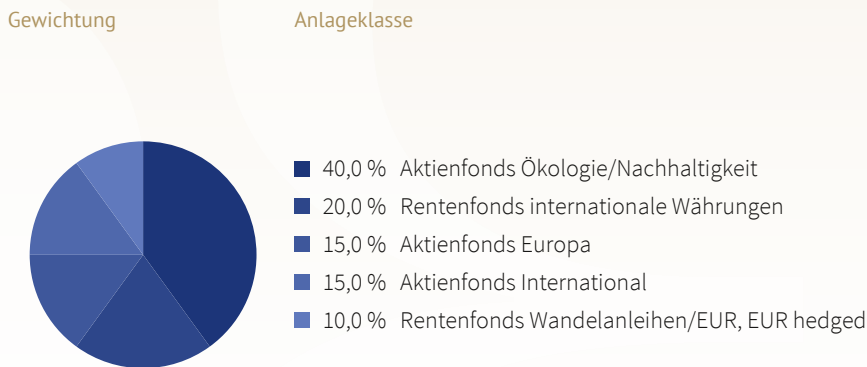 Gewichtung Anlageklasse
40,0 % Aktienfonds Ökologie/Nachhaltigkeit
20,0 % Rentenfonds internationale Währungen
15,0 % Aktienfonds Europa
15,0 % Aktienfonds International
10,0 % Rentenfonds Wandelanleihen/EUR, EUR hedged